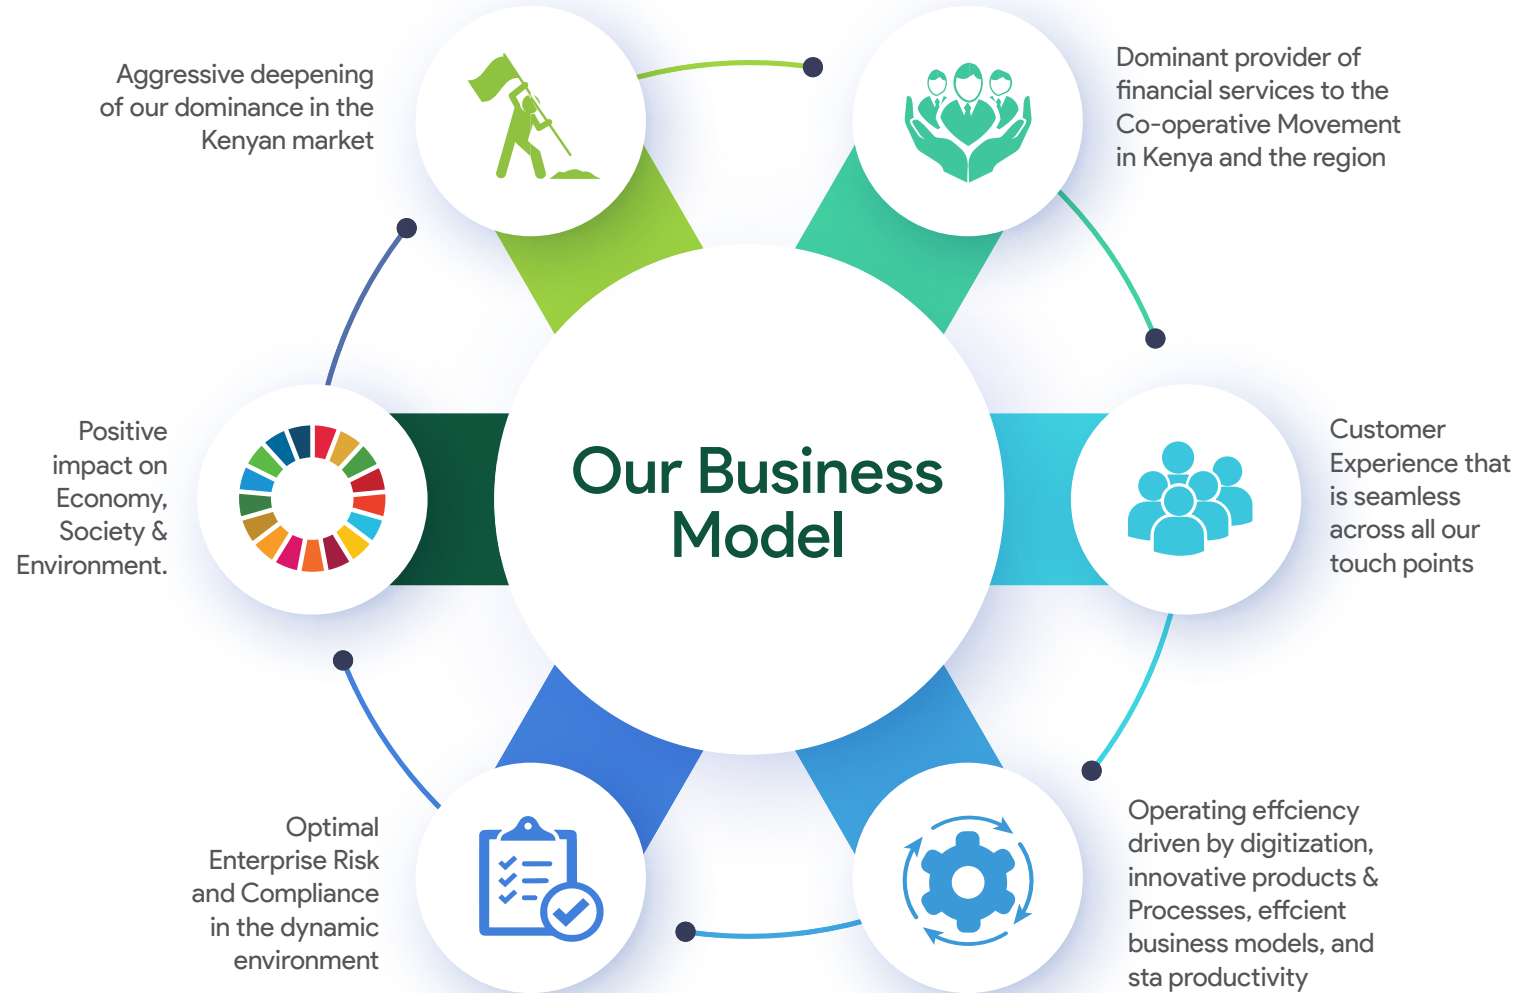 Aggressive deepening
of our dominance in the
Kenyan market
Dominant provider of
financial services to the
Co-operative Movement
in Kenya and the region
Our Business
Model
Positive
impact on
Economy,
Society &
Environment.
Customer
Experience that
is seamless
across all our
touch points
Optimal
Enterprise Risk
and Compliance
in the dynamic
environment
Operating effciency
driven by digitization,
innovative products &
Processes, effcient
business models, and
sta productivity